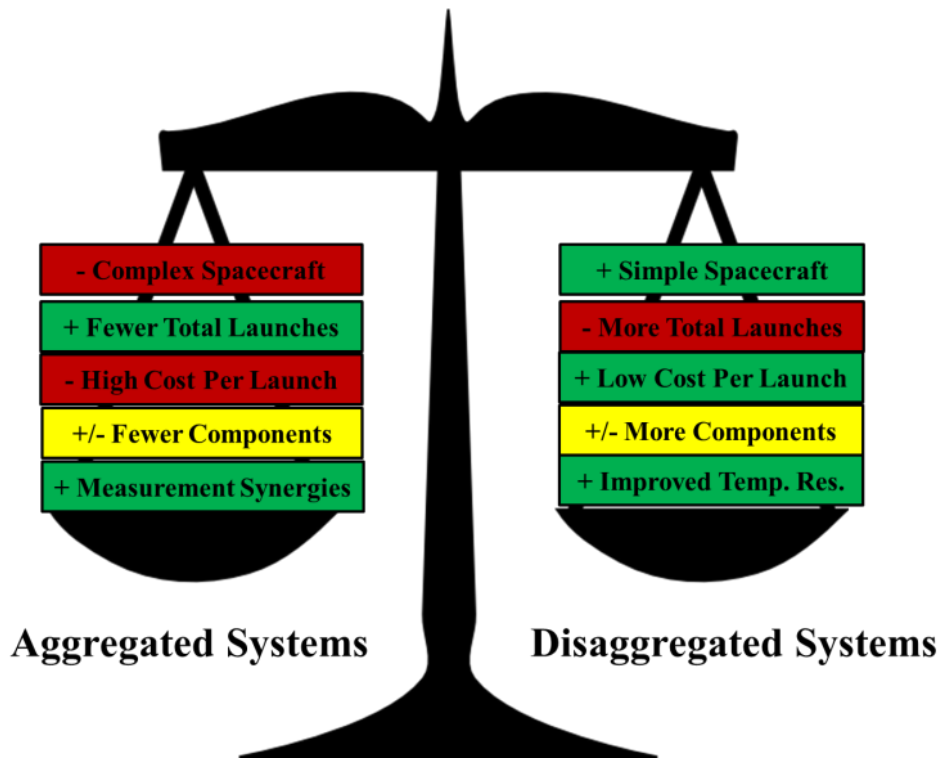 - Complex Spacecraft
+ Fewer Total Launches
- High Cost Per Launch
+/- Fewer Components
+ Measurement Synergies
Aggregated Systems
+ Simple Spacecraft
- More Total Launches
+ Low Cost Per Launch
+/- More Components
+ Improved Temp. Res.
Disaggregated Systems